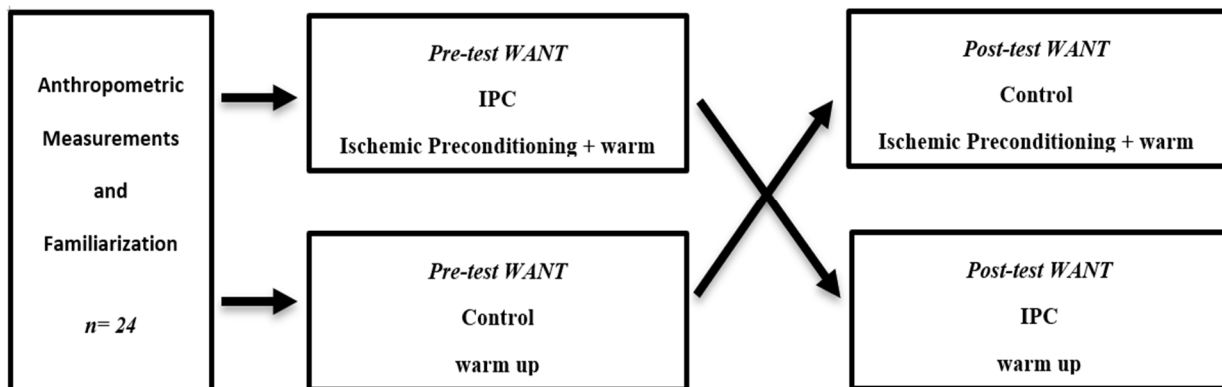 Anthropometric
Measurements
and
Familiarization
n= 24
Pre-test WANT
IPC
Ischemic Preconditioning + warm
Pre-test WANT
Control
warm up
Post-test WANT
Control
Ischemic Preconditioning + warm
Post-test WANT
IPC
warm up